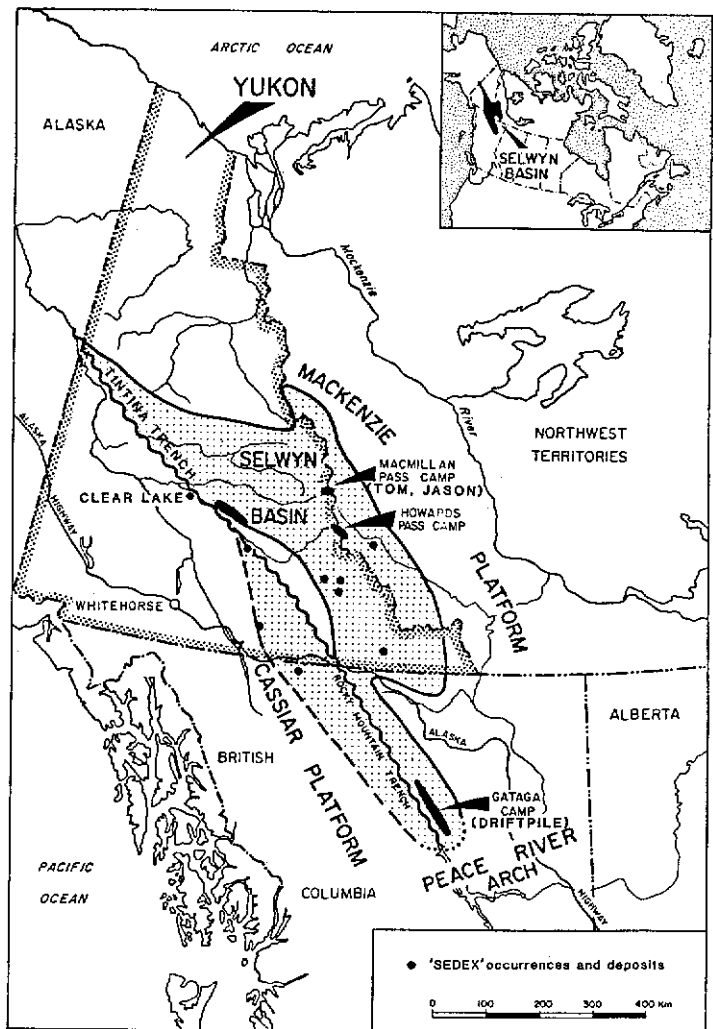 ARCTIC OCEAN
YUKON
ALASKA
SELWYN
BASIN
Mackenzie
River
MACKENZIE
PLATFORM
TINTINA TRENCH
NORTHWEST
TERRITORIES
ALASKA
HIGHWAY
SELWYN
BASIN
MACMILLAN
PASS CAMP
(TOM, JASON)
HOWARDS
PASS CAMP
CLEAR LAKE
WHITEHORSE
CASSIAR PLATFORM
ROCKY MOUNTAIN TRENCH
ALASKA
HIGHWAY
ALBERTA
BRITISH
COLUMBIA
GATAGA
CAMP
(DRIFTPILE)
PEACE RIVER
ARCH
PACIFIC
OCEAN
'SEDEX' occurrences and deposits
0 100 200 300 400 Km